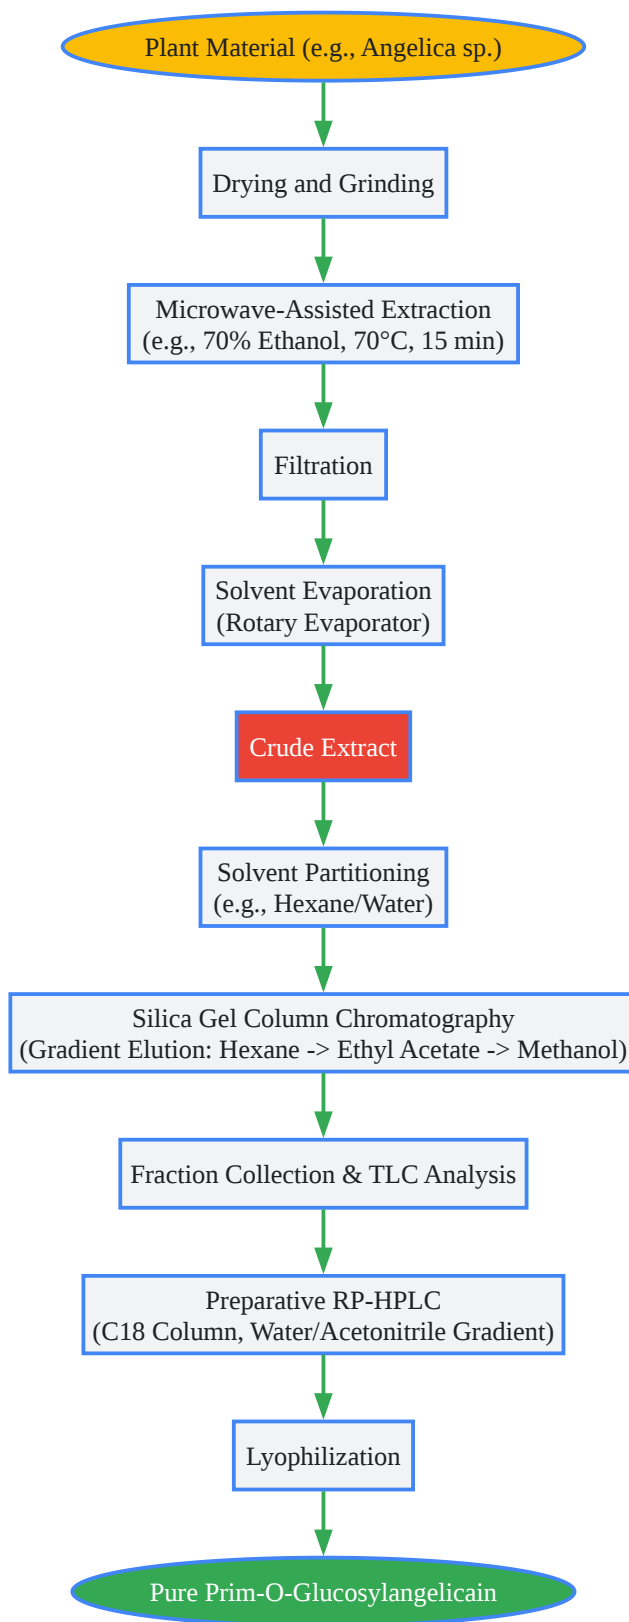 Plant Material (e.g., Angelica sp.)
Drying and Grinding
Microwave-Assisted Extraction
(e.g., 70% Ethanol, 70°C, 15 min)
Filtration
Solvent Evaporation
(Rotary Evaporator)
Crude Extract
Solvent Partitioning
(e.g., Hexane/Water)
Silica Gel Column Chromatography
(Gradient Elution: Hexane -> Ethyl Acetate -> Methanol)
Fraction Collection & TLC Analysis
Preparative RP-HPLC
(C18 Column, Water/Acetonitrile Gradient)
Lyophilization
Pure Prim-O-Glucosylangelicain